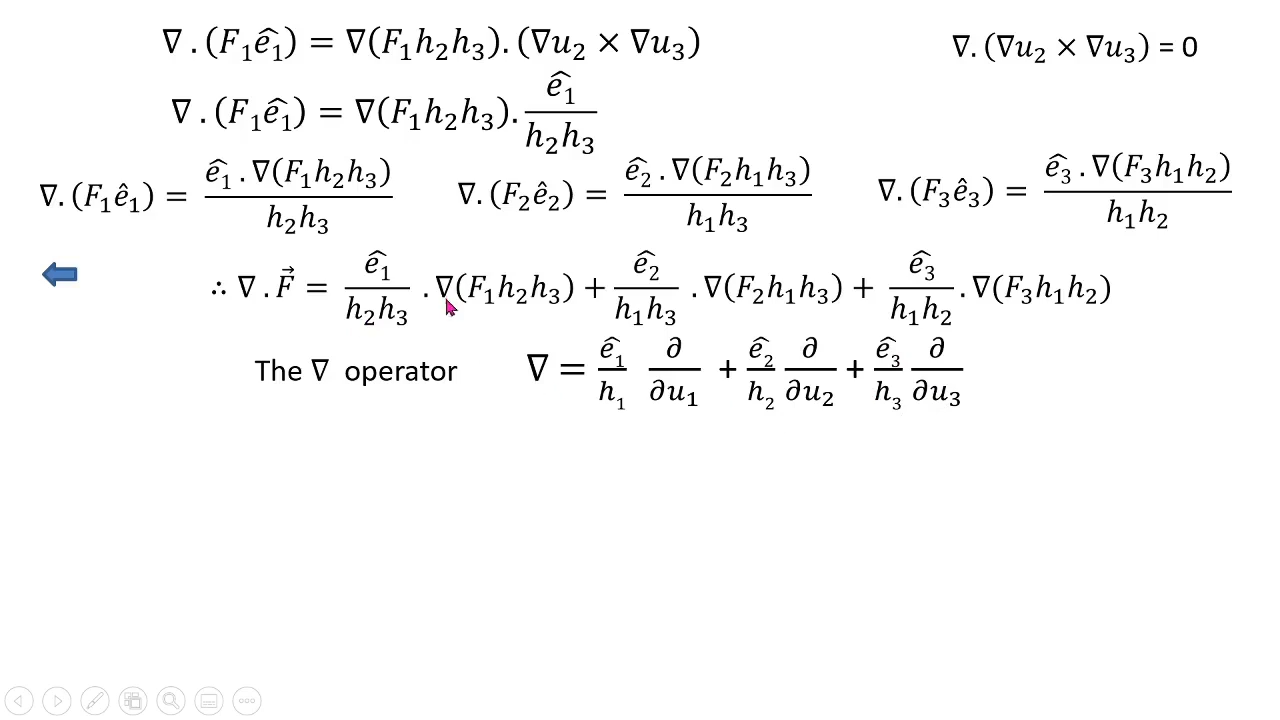 ∇ . (F₁ê₁) = ∇(F₁h₂h₃). (∇u₂ × ∇u₃)    ∇. (∇u₂ × ∇u₃) = 0
∇ . (F₁ê₁) = ∇(F₁h₂h₃). ê₁/(h₂h₃)
∇. (F₁ê₁) = (ê₁ . ∇(F₁h₂h₃))/(h₂h₃)    ∇. (F₂ê₂) = (ê₂ . ∇(F₂h₁h₃))/(h₁h₃)    ∇. (F₃ê₃) = (ê₃ . ∇(F₃h₁h₂))/(h₁h₂)
∴ ∇ . F⃗ = ê₁/(h₂h₃) . ∇(F₁h₂h₃) + ê₂/(h₁h₃) . ∇(F₂h₁h₃) + ê₃/(h₁h₂) . ∇(F₃h₁h₂)
The ∇ operator    ∇ = ê₁/h₁ ∂/∂u₁ + ê₂/h₂ ∂/∂u₂ + ê₃/h₃ ∂/∂u₃